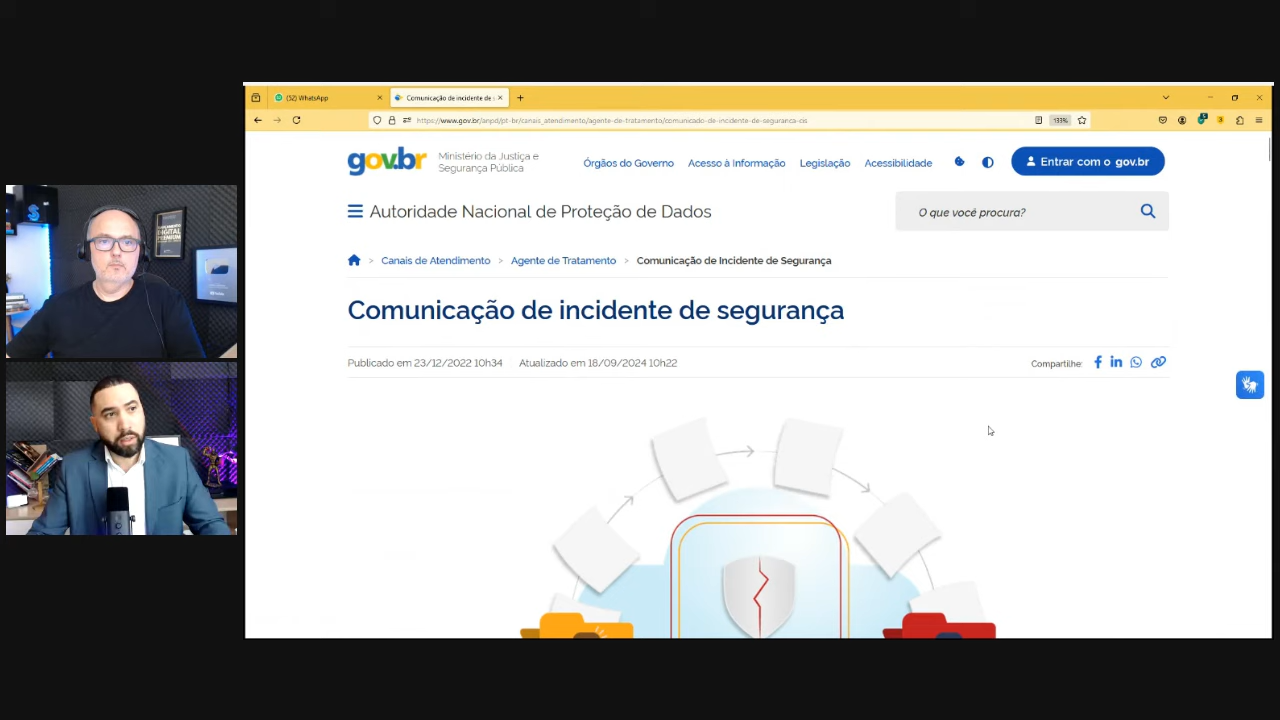 (52) WhatsApp
Comunicação de incidente de s
https://www.gov.br/anpd/pt-br/canais_atendimento/agente-de-tratamento/comunicado-de-incidente-de-seguranca-cis
133%
gov.br
Ministério da Justiça e
Segurança Pública
Órgãos do Governo
Acesso à Informação
Legislação
Acessibilidade
Entrar com o gov.br
Autoridade Nacional de Proteção de Dados
O que você procura?
Canais de Atendimento > Agente de Tratamento > Comunicação de Incidente de Segurança
Comunicação de incidente de segurança
Publicado em 23/12/2022 10h34
Atualizado em 18/09/2024 10h22
Compartilhe: